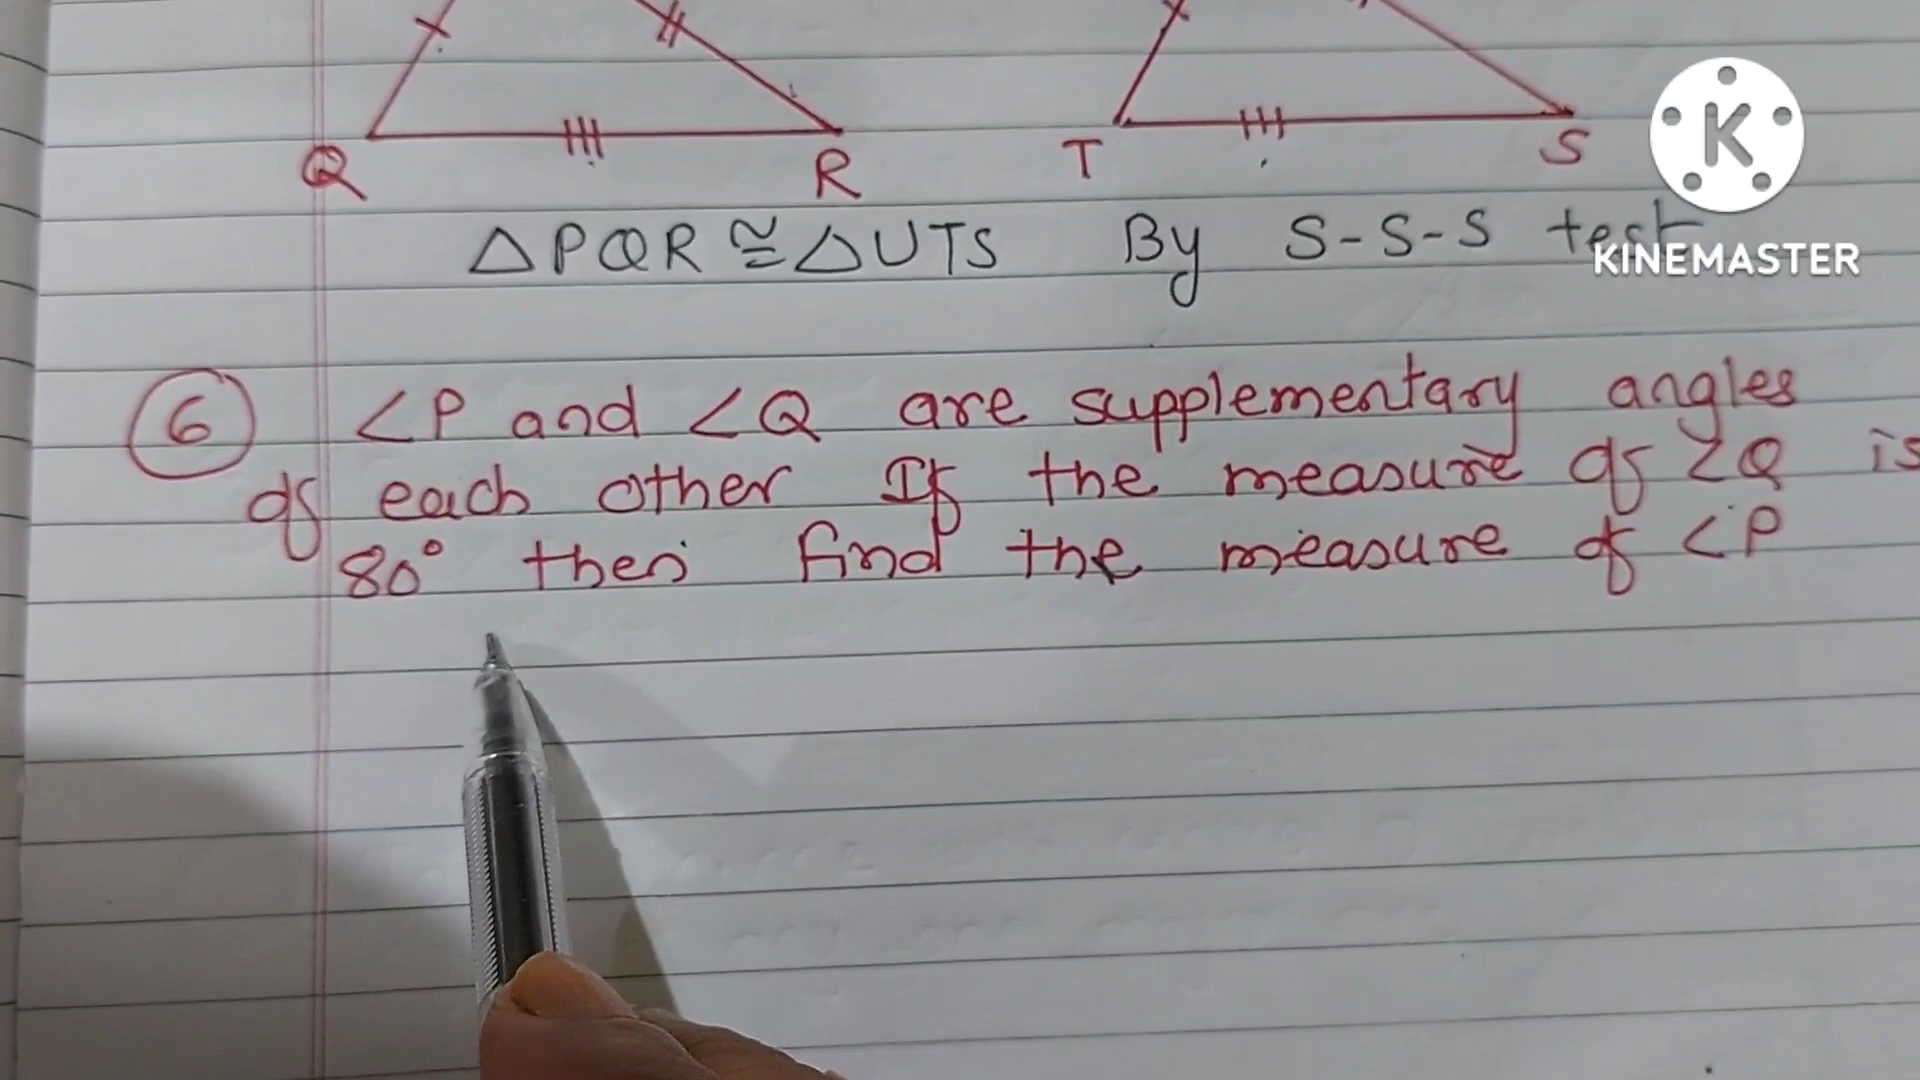 Q R T S
△PQR ≅ △UTS By S-S-S test
KINEMASTER
6 ∠P and ∠Q are supplementary angles
of each other If the measure of ∠Q is
80° then find the measure of ∠P